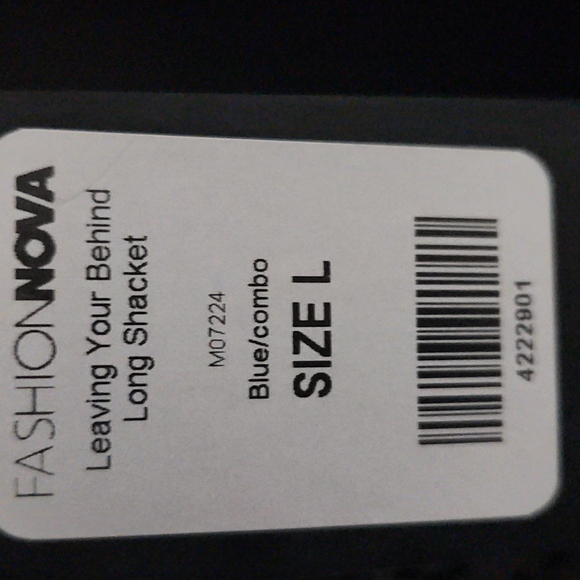 FASHIONNOVA
Leaving Your Behind
Long Shacket
M07224
Blue/combo
SIZE L
4222901